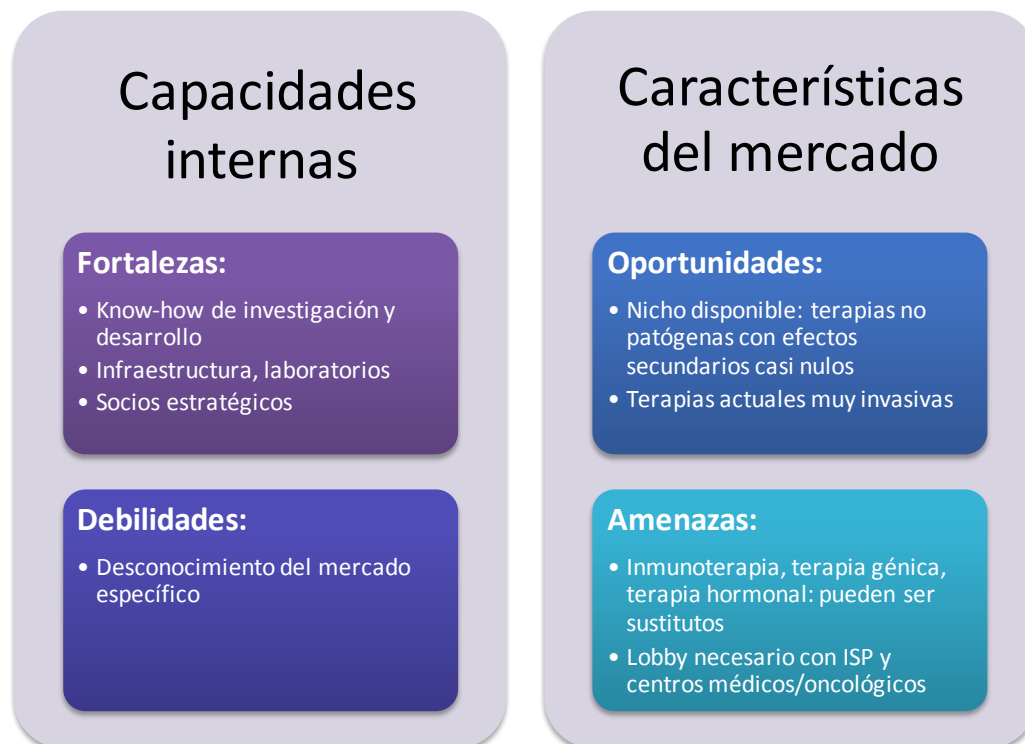 Capacidades
internas
Fortalezas:
• Know-how de investigación y
desarrollo
• Infraestructura, laboratorios
• Socios estratégicos
Debilidades:
• Desconocimiento del mercado
específico
Características
del mercado
Oportunidades:
• Nicho disponible: terapias no
patógenas con efectos
secundarios casi nulos
• Terapias actuales muy invasivas
Amenazas:
• Inmunoterapia, terapia génica,
terapia hormonal: pueden ser
sustitutos
• Lobby necesario con ISP y
centros médicos/oncológicos